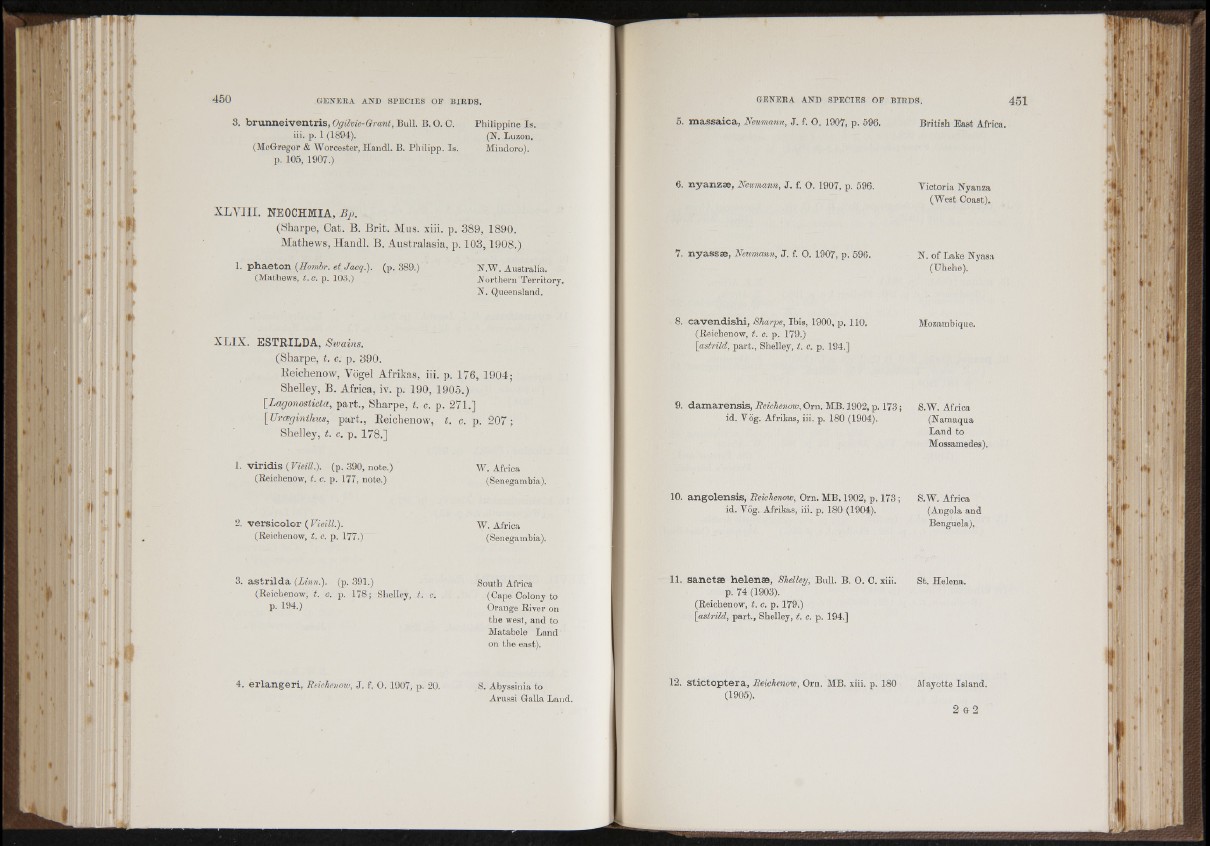 450 GENERA AND SPECIES OF BIRDS.
3. brunneiventris, Ogilvie-Grant, Bull. B. O. C. Philippine Is.
iii. p. 1 (1894). (N. Luzon,
(McGregor & Worcester, Handl. B. Philipp. Is. Mindoro).
p. 105, 1907.)
XLVIII. NEOCHMIA, Bp.
(Sharpe, Cat. B. Brit. Mus. xiii. p. 389, 1890.
Mathews, Handl. B. Australasia, p. 103, 1908.)
1. phaeton (Hombr. et Jacq.). (p. 389.) N.W. Australia.
(Mathews, t. c. p. 103.) Northern Territory.
N. Queensland.
XLIX. ESTRILDA, Swains.
(Sharpe, t. c. p. 390.
Reichenow, Vögel Afrikas, iii. p. 176, 1904;
Shelley, B. Africa, iv. p. 190, 1905.)
[Lagonosticta, part., Sharpe, t. c. p. 271.]
[Uræginthus, part., Reichenow, t. c. p. 207;
Shelley, t. c. p. 178.]
1. viridis (Vieill.). (p. 390, note.) W. Africa
(Reichenow, t. c. p. 177, note.) (Senegambia).
2. versicolor (Vieill.). W. Africa
(Reichenow, t. c. p. 177.) (Senegambia).
3. astrilda (Linn.). (p. 391.) South Africa
(Reichenow, t. c. p. 178; Shelley, t. c. (Cape Colony to
p. 194.) Orange River on
the west, and to
Matabele Land
on the east).
4. erlangeri, Reichenow, J. f. O. 1907, p. 20. S. Abyssinia to
Arussi Galla Land.
GENERA AND SPECIES OF BIRDS. 451
5. massaica, Neumann, J. f. O. 1907, p. 596. British East Africa.
6. nyanzæ, Neumann, J. f. O. 1907, p. 596. Victoria Nyanza
(West Coast).
7. nyassæ, Neumann, J. f. O. 1907, p. 596. N. of Lake Nyasa
(Uhehe).
8. cavendishi, Sharpe, Ibis, 1900, p. 110. Mozambique.
(Reichenow, t. c. p. 179.)
[astrild, part., Shelley, t. c. p. 194.]
9. damarensis, Reichenow, Orn. MB. 1902, p. 173; S.W. Africa
id. Vög. Afrikas, iii. p. 180 (1904). (Namaqua
Land to
Mossamedes).
10. angolensis, Reichenow, Orn. MB. 1902, p. 173; S.W. Africa
id. Vög. Afrikas, iii. p. 180 (1904). (Angola and
Benguela).
11. sanctæ helenæ, Shelley, Bull. B. O. C. xiii. St. Helena.
p. 74 (1903).
(Reichenow, t. c. p. 179.)
[astrild, part., Shelley, t. c. p. 194.]
12. stictoptera, Reichenow, Orn. MB. xiii. p. 180 Mayotte Island.
(1905).
2 G 2